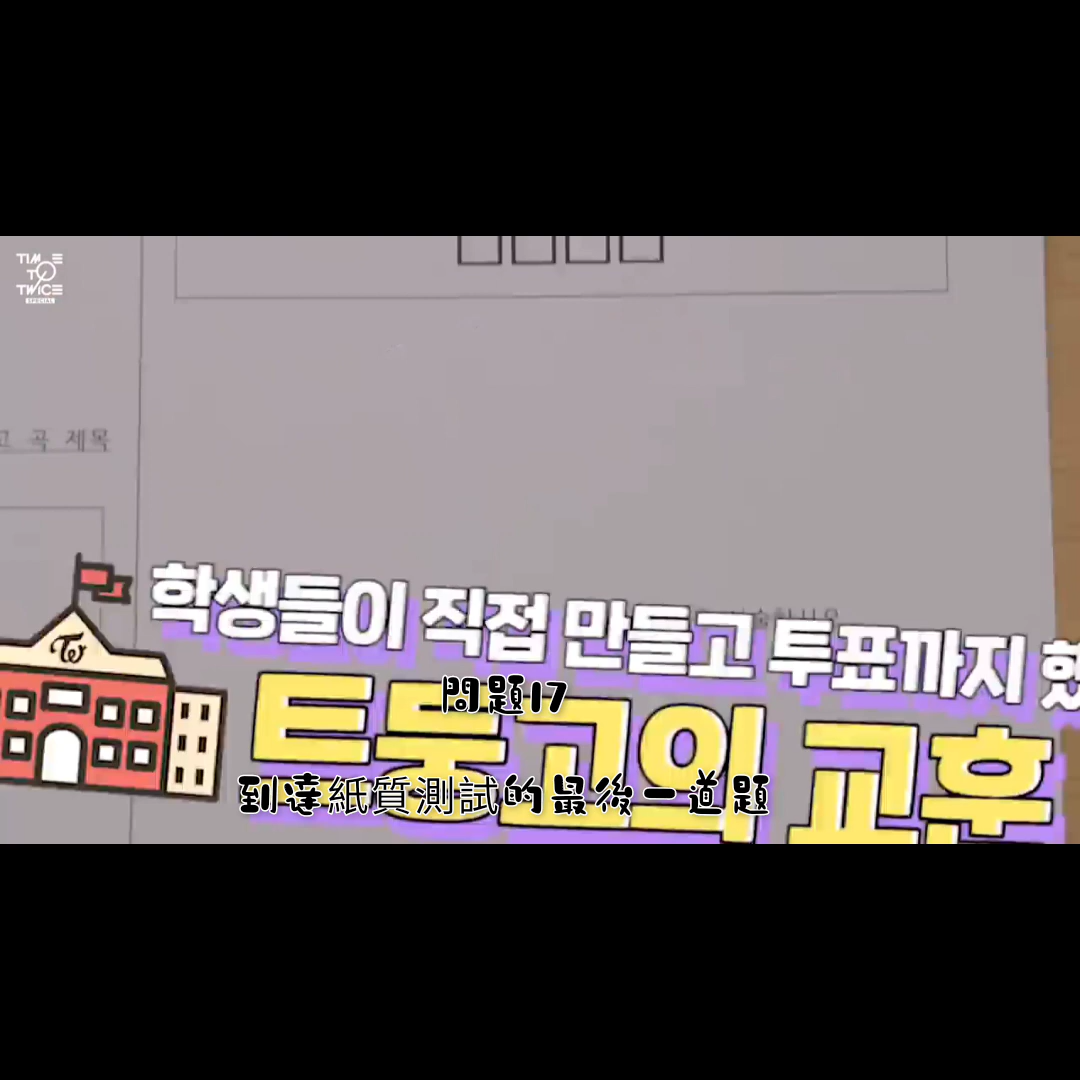 TIME
TO
TWICE
SPECIAL
고 곡 제목
학생들이 직접 만들고 투표까지 했
問題17
트둥고의 교훈
到達紙質測試的最後一道題